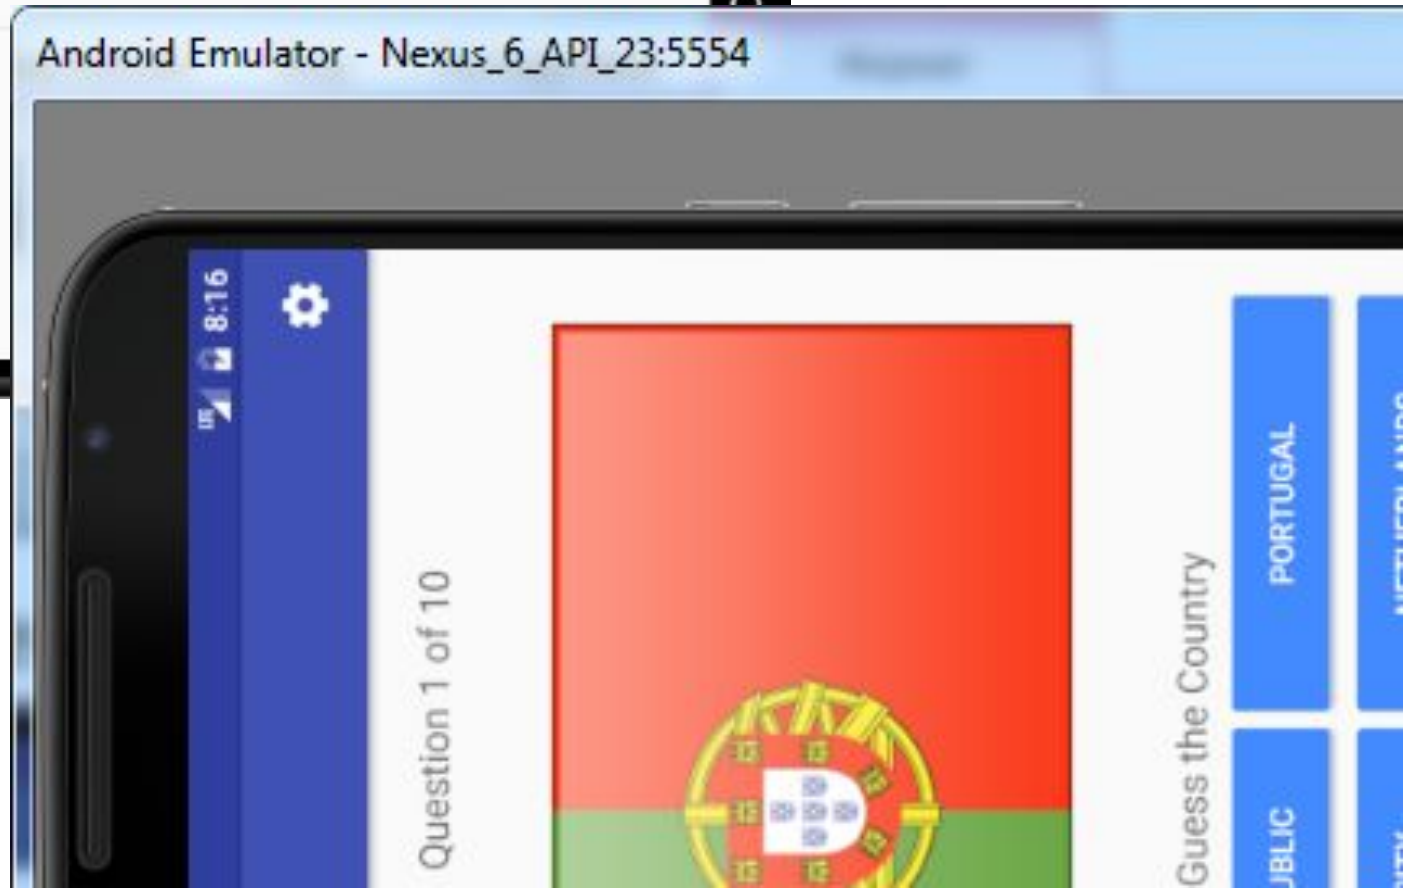 Android Emulator - Nexus_6_API_23:5554
8:16
Question 1 of 10
Guess the Country
PORTUGAL